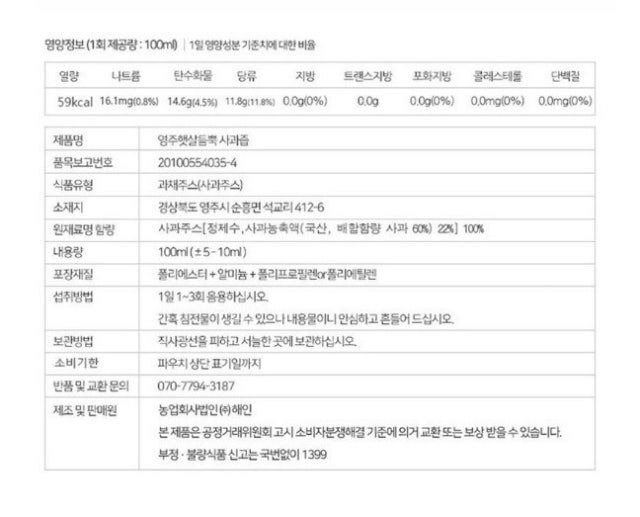 영양정보 (1회 제공량 : 100ml) | 1일 영양성분 기준치에 대한 비율
열량 나트륨 탄수화물 당류 지방 트랜스지방 포화지방 콜레스테롤 단백질
59kcal 16.1mg(0.8%) 14.6g(4.5%) 11.8g(11.8%) 0.0g(0%) 0.0g 0.0g(0%) 0.0mg(0%) 0.0mg(0%)
제품명 영주햇살듬뿍 사과즙
품목보고번호 20100554035-4
식품유형 과채주스(사과주스)
소재지 경상북도 영주시 순흥면 석교리 412-6
원재료명 함량 사과주스[정제수,사과농축액(국산, 배합함량 사과 60%) 22%] 100%
내용량 100ml (±5-10ml)
포장재질 폴리에스터 + 알미늄 + 폴리프로필렌or폴리에틸렌
섭취방법 1일 1~3회 음용하십시오.
간혹 침전물이 생길 수 있으나 내용물이니 안심하고 흔들어 드십시오.
보관방법 직사광선을 피하고 서늘한 곳에 보관하십시오.
소비기한 파우치 상단 표기일까지
반품 및 교환 문의 070-7794-3187
제조 및 판매원 농업회사법인 ㈜해인
본 제품은 공정거래위원회 고시 소비자분쟁해결 기준에 의거 교환 또는 보상 받을 수 있습니다.
부정 · 불량식품 신고는 국번없이 1399